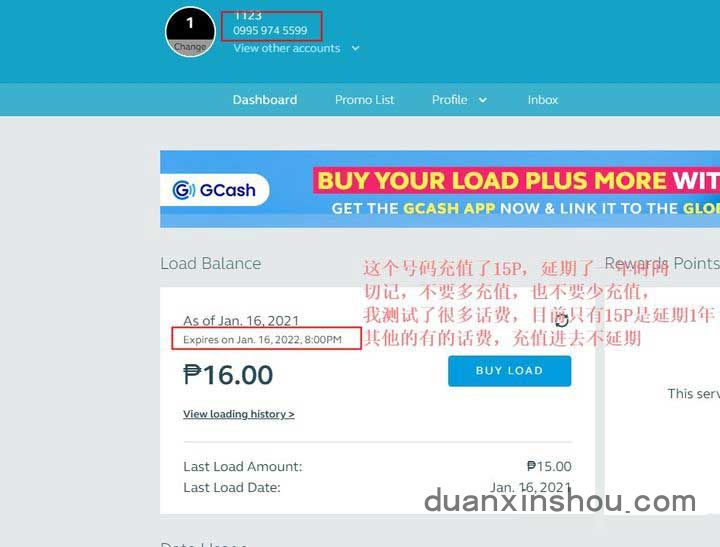 1
1123
0995 974 5599
Change
View other accounts
Dashboard
Promo List
Profile
Inbox
GCash
BUY YOUR LOAD PLUS MORE WIT
GET THE GCASH APP NOW & LINK IT TO THE GLO
Load Balance
Rewards Points
这个号码充值了15P，延期了一年时间
切记，不要多充值，也不要少充值，
我测试了很多话费，目前只有15P是延期1年
其他的有的话费，充值进去不延期
As of Jan. 16, 2021
Expires on Jan. 16, 2022, 8:00PM
₱16.00
BUY LOAD
This serv
View loading history >
Last Load Amount:
₱15.00
Last Load Date:
Jan. 16, 2021
duanxinshou.com
Data Usage